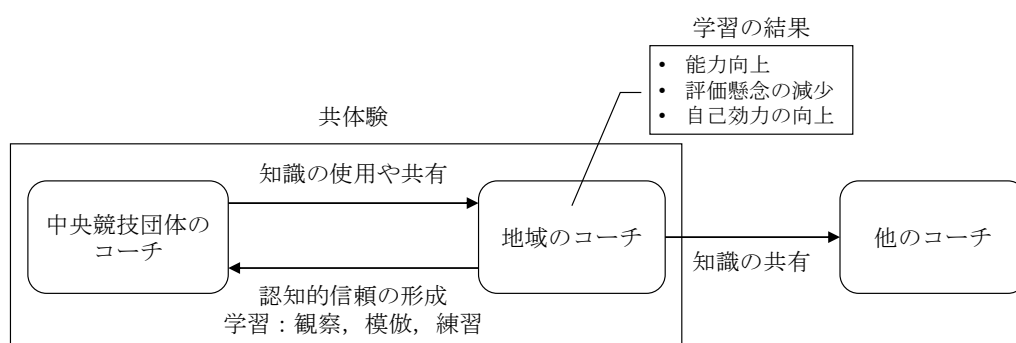 学習の結果
• 能力向上
• 評価懸念の減少
• 自己効力の向上
共体験
知識の使用や共有
中央競技団体の
コーチ
地域のコーチ
他のコーチ
知識の共有
認知的信頼の形成
学習：観察，模倣，練習